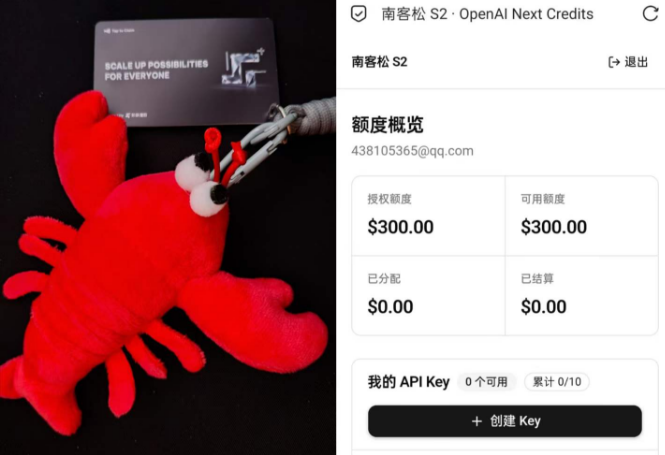 SCALE UP POSSIBILITIES
FOR EVERYONE
南客松 S2 · OpenAI Next Credits
南客松 S2
退出
额度概览
438105365@qq.com
授权额度
可用额度
$300.00
$300.00
已分配
已结算
$0.00
$0.00
我的 API Key
0 个可用
累计 0/10
+ 创建 Key